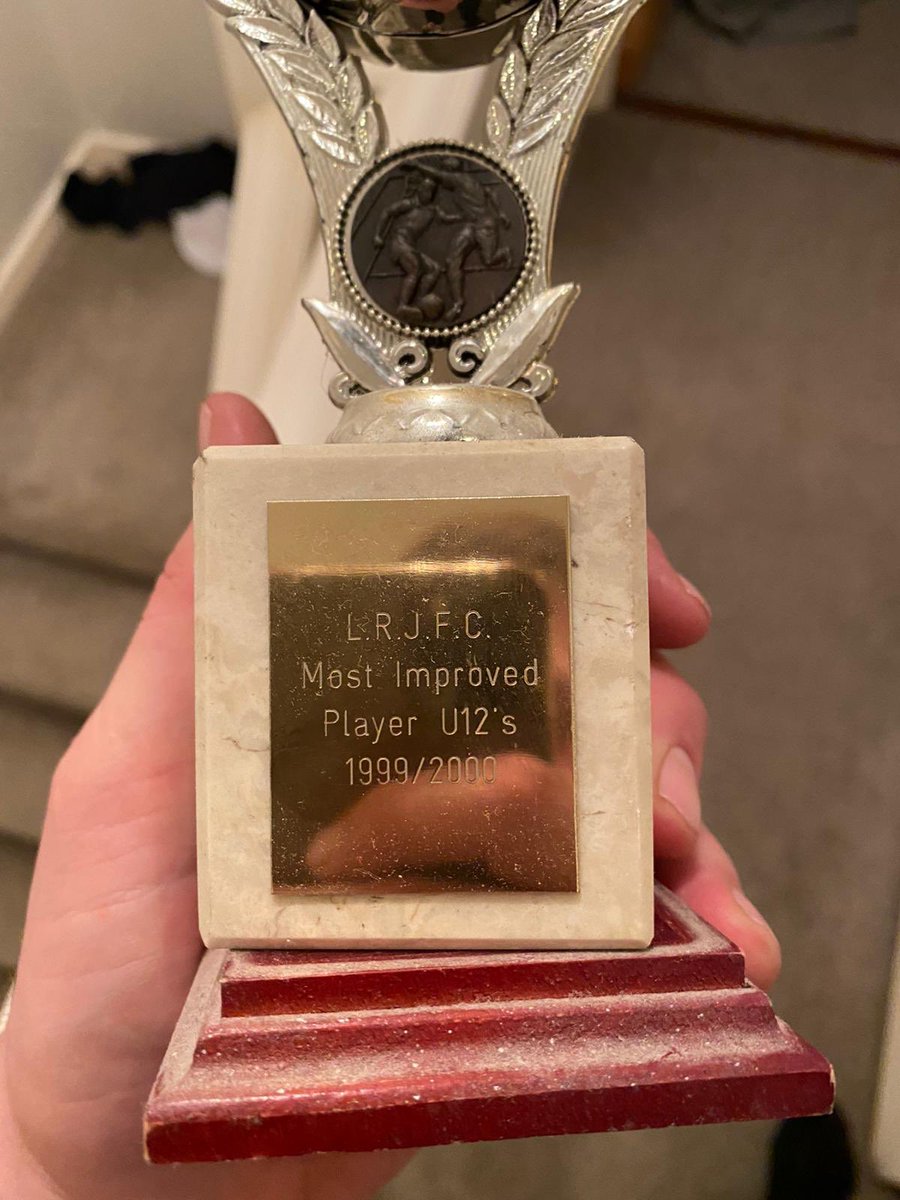 L.R.J.F.C.
Most Improved
Player U12's
1999/2000